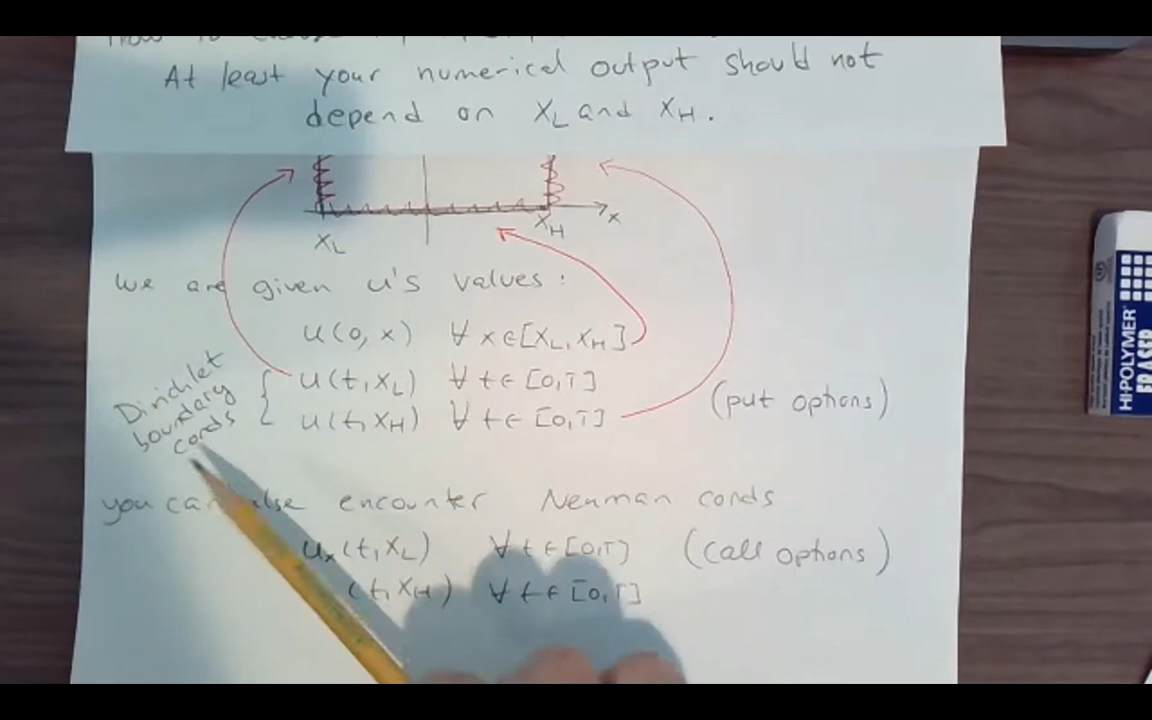 At least your numerical output should not
depend on XL and XH.
x
XL
XH
we are given u's values:
u(0,x) ∀ x∈[XL,XH]
u(t,XL) ∀ t∈[0,T]
u(t,XH) ∀ t∈[0,T]
(put options)
Dirichlet
boundary
conds
you can also encounter Neuman conds
ux(t,XL) ∀ t∈[0,T] (call options)
(t,XH) ∀ t∈[0,T]
HI-POLYMER
ERASER